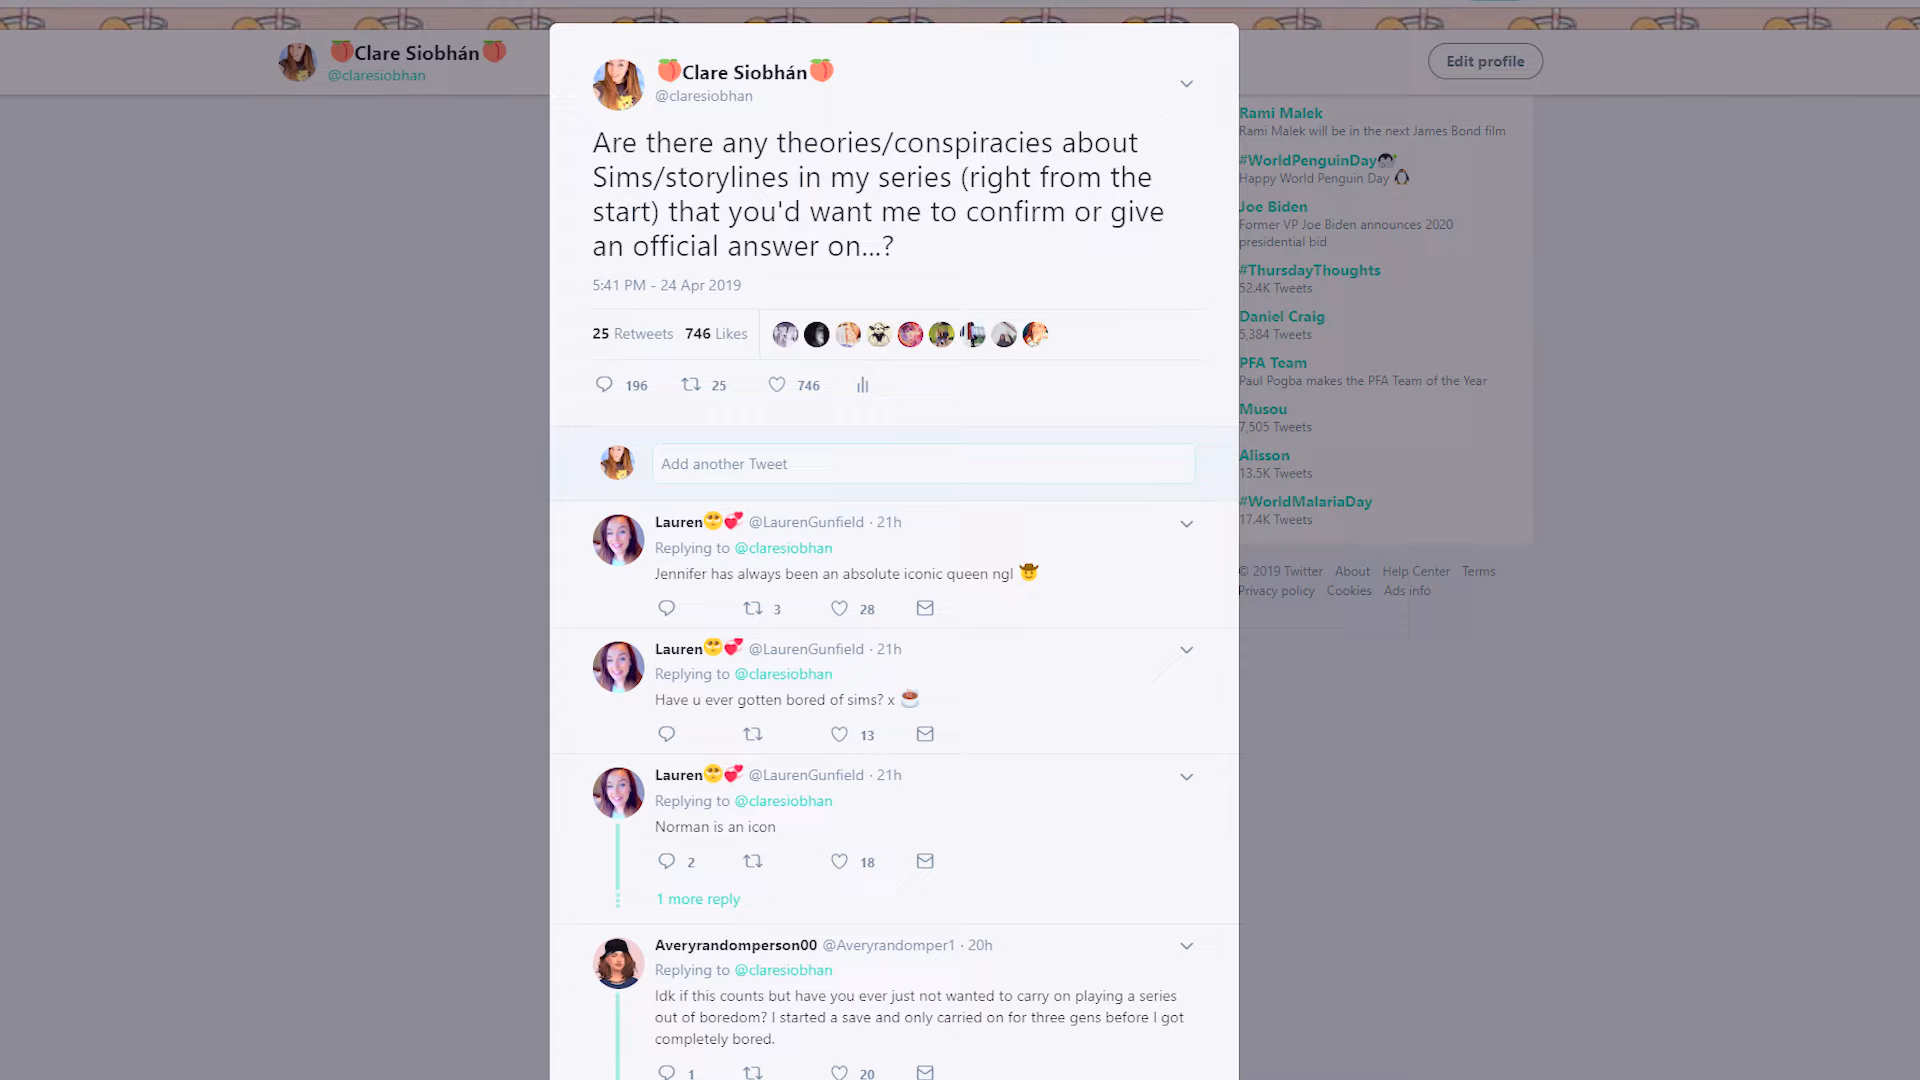 🍑Clare Siobhán🍑
@claresiobhan
Edit profile
🍑Clare Siobhán🍑
@claresiobhan
Are there any theories/conspiracies about
Sims/storylines in my series (right from the
start) that you'd want me to confirm or give
an official answer on...?
5:41 PM - 24 Apr 2019
25 Retweets 746 Likes
196 25 746
Add another Tweet
Lauren🥺💞 @LaurenGunfield · 21h
Replying to @claresiobhan
Jennifer has always been an absolute iconic queen ngl 🤠
3 28
Lauren🥺💞 @LaurenGunfield · 21h
Replying to @claresiobhan
Have u ever gotten bored of sims? x ☕
13
Lauren🥺💞 @LaurenGunfield · 21h
Replying to @claresiobhan
Norman is an icon
2 18
1 more reply
Averyrandomperson00 @Averyrandomper1 · 20h
Replying to @claresiobhan
Idk if this counts but have you ever just not wanted to carry on playing a series
out of boredom? I started a save and only carried on for three gens before I got
completely bored.
1 20
Rami Malek
Rami Malek will be in the next James Bond film
#WorldPenguinDay🐧
Happy World Penguin Day 🐧
Joe Biden
Former VP Joe Biden announces 2020
presidential bid
#ThursdayThoughts
52.4K Tweets
Daniel Craig
5,384 Tweets
PFA Team
Paul Pogba makes the PFA Team of the Year
Musou
7,505 Tweets
Alisson
13.5K Tweets
#WorldMalariaDay
17.4K Tweets
© 2019 Twitter About Help Center Terms
Privacy policy Cookies Ads info